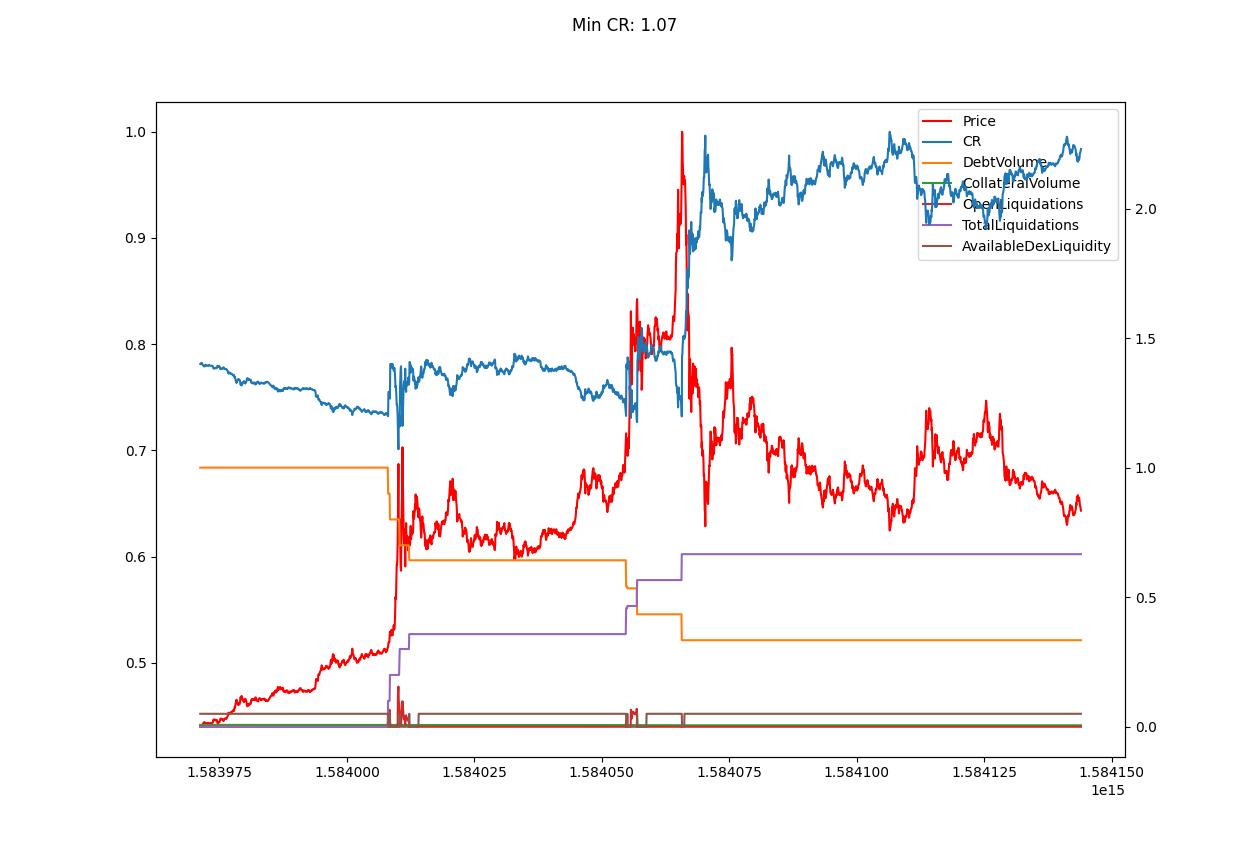 Min CR: 1.07
1.0
0.9
0.8
0.7
0.6
0.5
Price
CR
DebtVolume
CollateralVolume
OpenLiquidations
TotalLiquidations
AvailableDexLiquidity
2.0
1.5
1.0
0.5
0.0
1.583975
1.584000
1.584025
1.584050
1.584075
1.584100
1.584125
1.584150
1e15